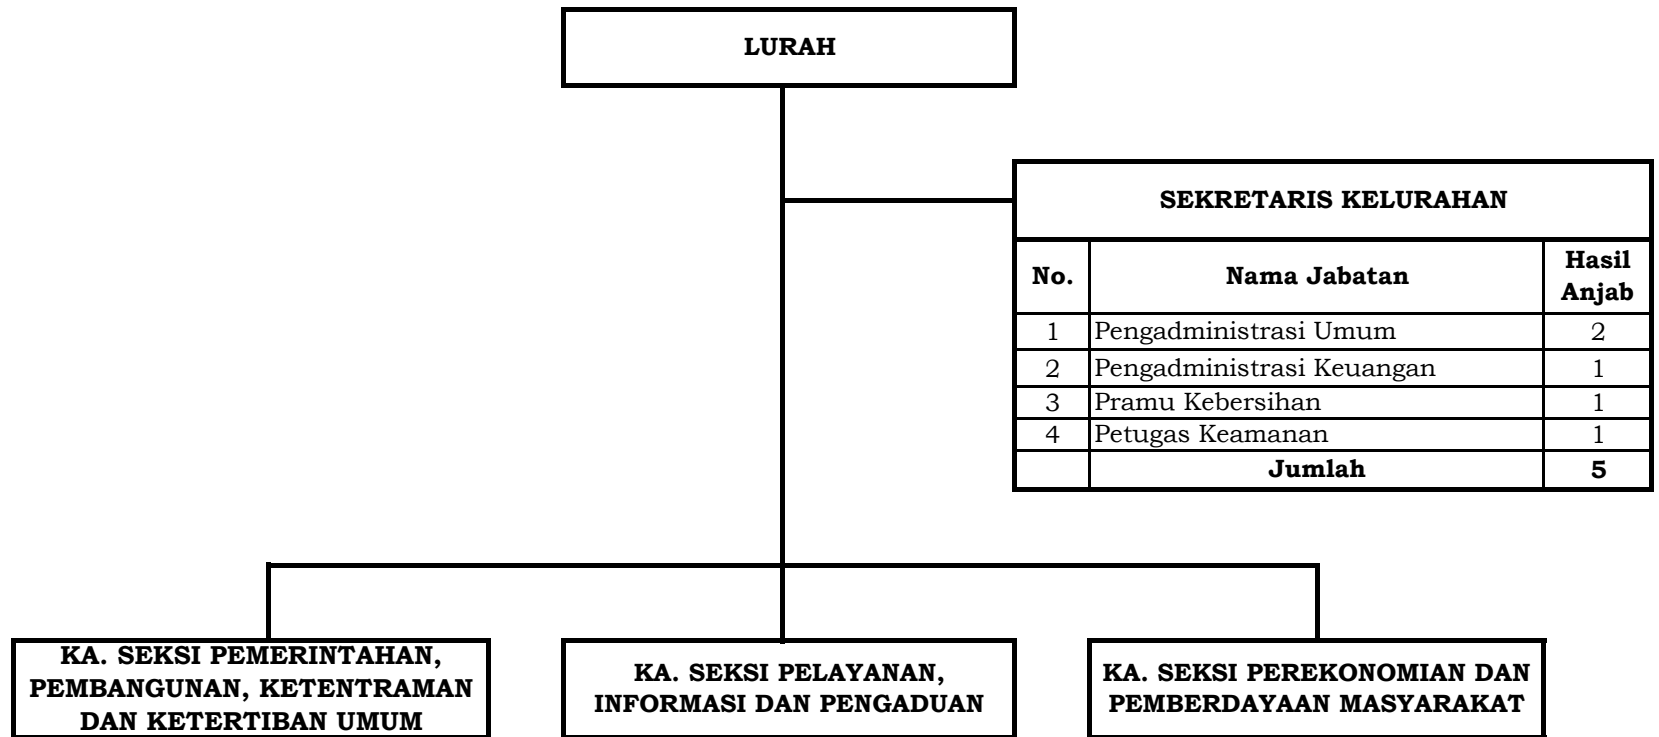 LURAH
SEKRETARIS KELURAHAN
No. Nama Jabatan Hasil Anjab
1 Pengadministrasi Umum 2
2 Pengadministrasi Keuangan 1
3 Pramu Kebersihan 1
4 Petugas Keamanan 1
Jumlah 5
KA. SEKSI PEMERINTAHAN,
PEMBANGUNAN, KETENTRAMAN
DAN KETERTIBAN UMUM
KA. SEKSI PELAYANAN,
INFORMASI DAN PENGADUAN
KA. SEKSI PEREKONOMIAN DAN
PEMBERDAYAAN MASYARAKAT